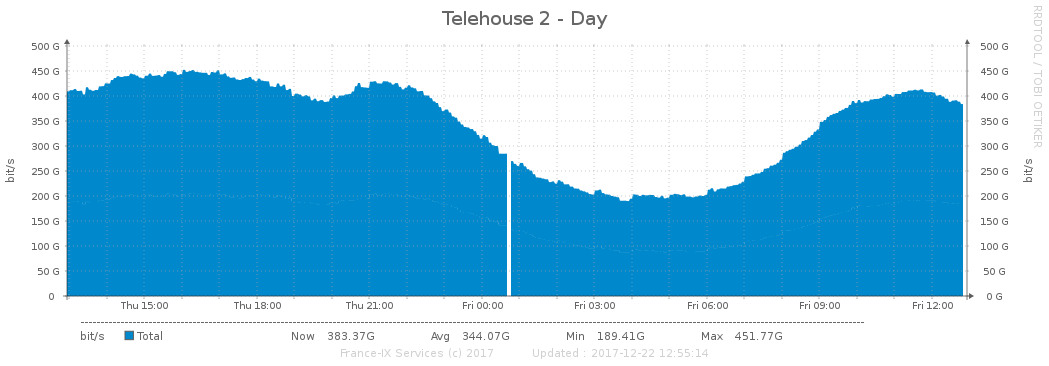 Telehouse 2 - Day
RRDTOOL / TOBI OETIKER
500 G 500 G
450 G 450 G
400 G 400 G
350 G 350 G
300 G 300 G
250 G 250 G
200 G 200 G
150 G 150 G
100 G 100 G
50 G 50 G
0 0 G
bit/s bit/s
Thu 15:00 Thu 18:00 Thu 21:00 Fri 00:00 Fri 03:00 Fri 06:00 Fri 09:00 Fri 12:00
bit/s Total Now 383.37G Avg 344.07G Min 189.41G Max 451.77G
France-IX Services (c) 2017 Updated : 2017-12-22 12:55:14